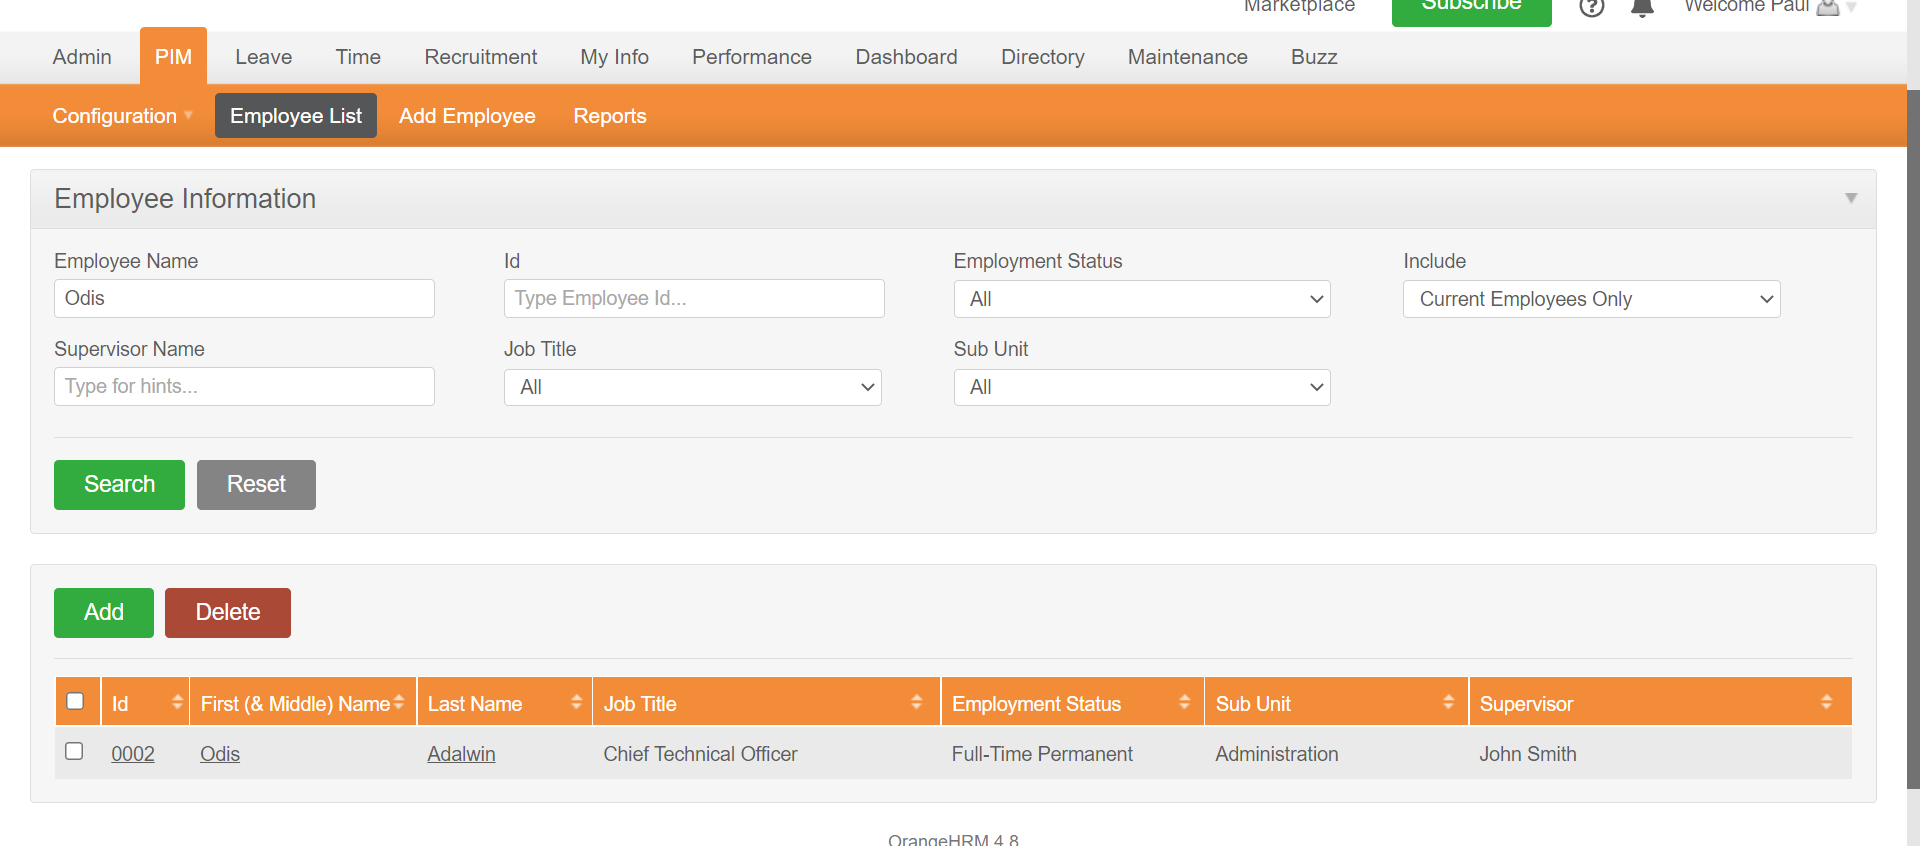 Marketplace Subscribe Welcome Paul
Admin PIM Leave Time Recruitment My Info Performance Dashboard Directory Maintenance Buzz
Configuration Employee List Add Employee Reports
Employee Information
Employee Name Id Employment Status Include
Odis Type Employee Id... All Current Employees Only
Supervisor Name Job Title Sub Unit
Type for hints... All All
Search Reset
Add Delete
Id First (& Middle) Name Last Name Job Title Employment Status Sub Unit Supervisor
0002 Odis Adalwin Chief Technical Officer Full-Time Permanent Administration John Smith
OrangeHRM 4.8